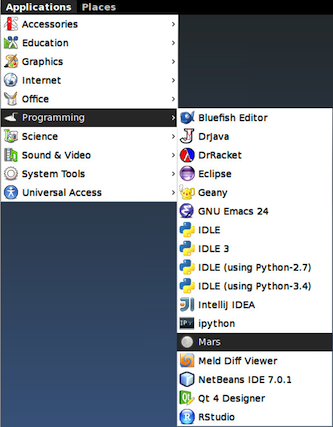 Applications Places
Accessories
Education
Graphics
Internet
Office
Programming
Science
Sound & Video
System Tools
Universal Access
Bluefish Editor
DrJava
DrRacket
Eclipse
Geany
GNU Emacs 24
IDLE
IDLE 3
IDLE (using Python-2.7)
IDLE (using Python-3.4)
IntelliJ IDEA
ipython
Mars
Meld Diff Viewer
NetBeans IDE 7.0.1
Qt 4 Designer
RStudio